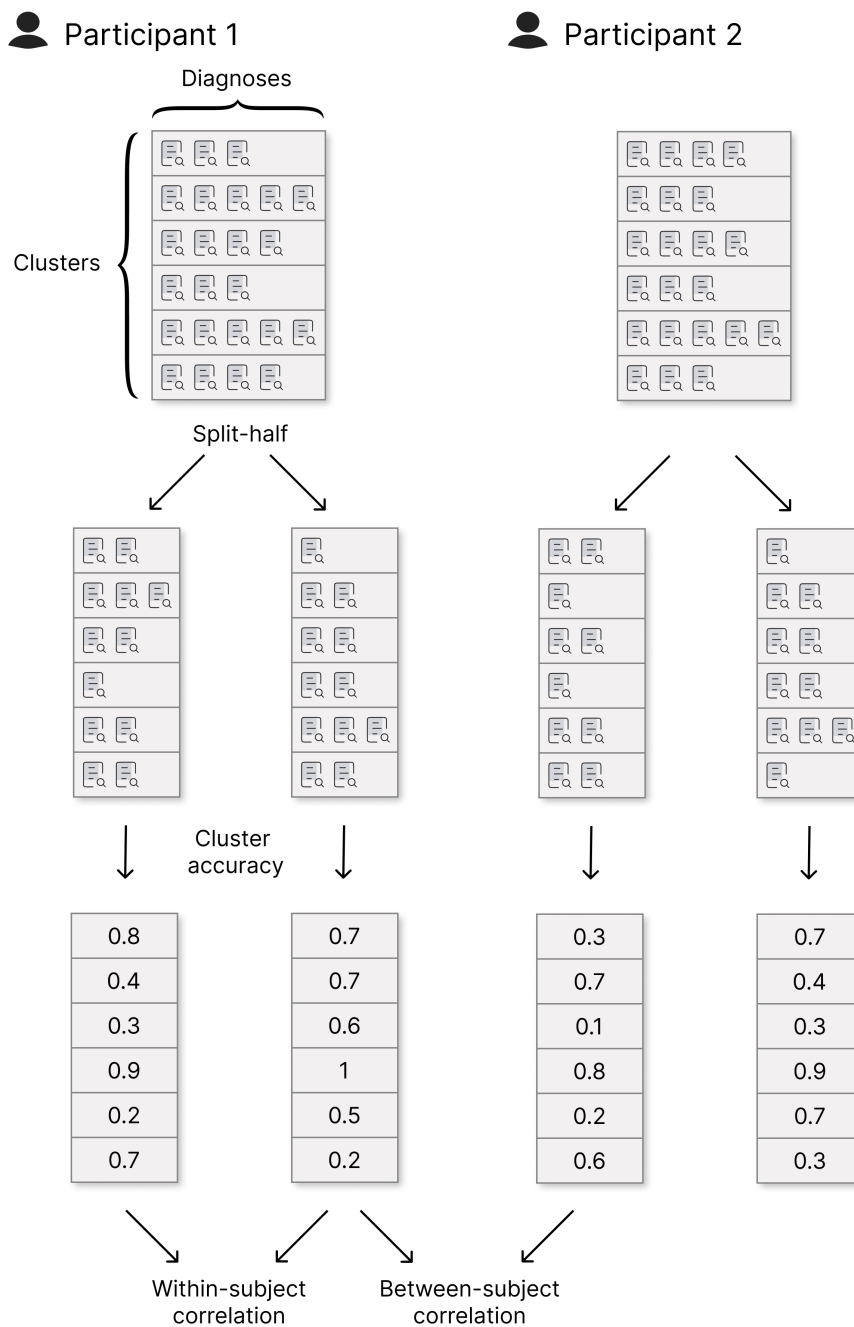 Participant 1
Participant 2
Diagnoses
Clusters
Split-half
Cluster
accuracy
0.8 0.7 0.3 0.7
0.4 0.7 0.7 0.4
0.3 0.6 0.1 0.3
0.9 1 0.8 0.9
0.2 0.5 0.2 0.7
0.7 0.2 0.6 0.3
Within-subject
correlation
Between-subject
correlation